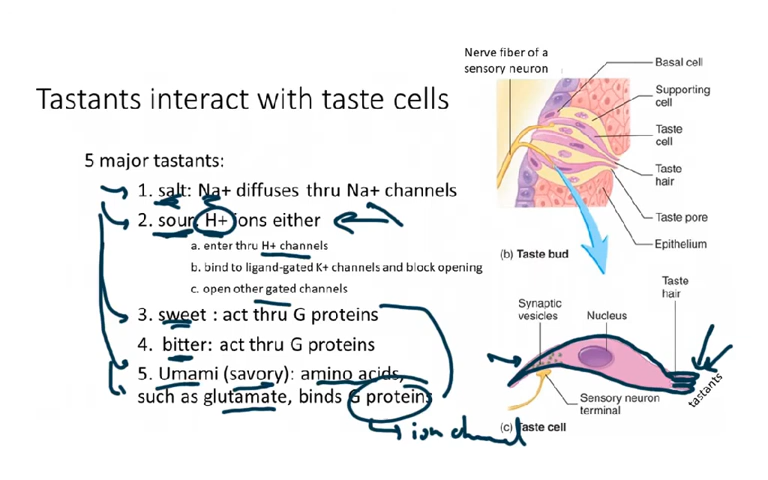 Tastants interact with taste cells
5 major tastants:
1. salt: Na+ diffuses thru Na+ channels
2. sour: H+ ions either
a. enter thru H+ channels
b. bind to ligand-gated K+ channels and block opening
c. open other gated channels
3. sweet : act thru G proteins
4. bitter: act thru G proteins
5. Umami (savory): amino acids,
such as glutamate, binds G proteins
ion channel
Nerve fiber of a
sensory neuron
Basal cell
Supporting
cell
Taste
cell
Taste
hair
Taste pore
Epithelium
(b) Taste bud
Taste
hair
Synaptic
vesicles
Nucleus
tastants
Sensory neuron
terminal
(c) Taste cell